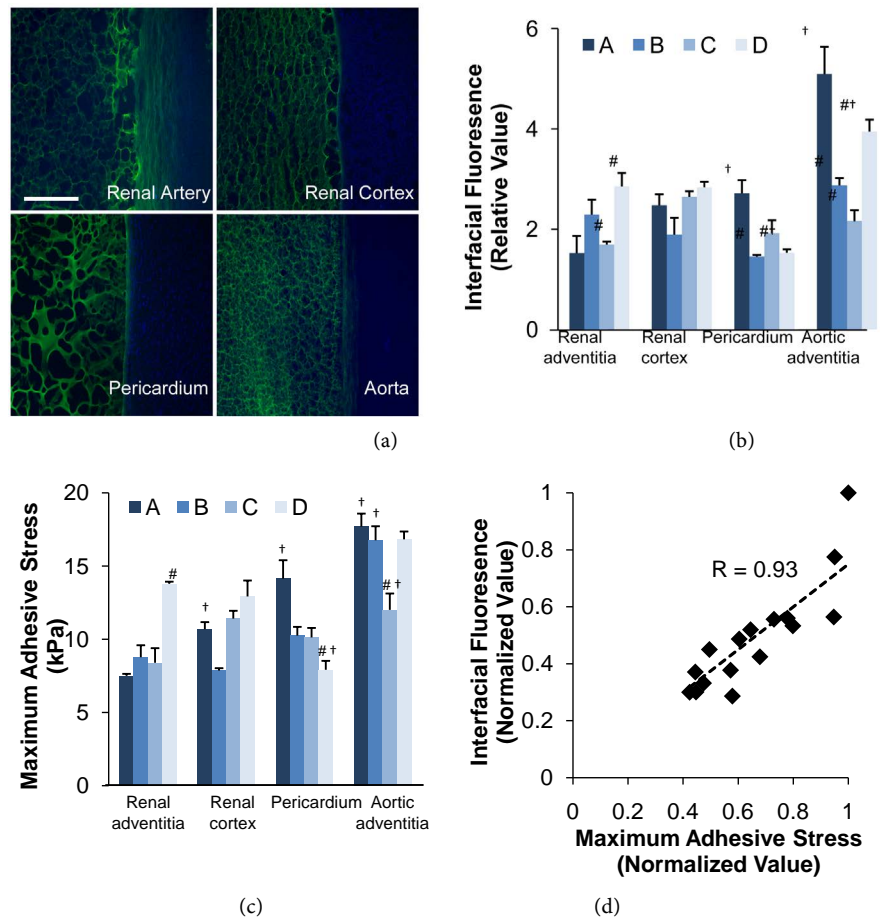 Renal Artery
Renal Cortex
Pericardium
Aorta
(a)
Interfacial Fluoresence
(Relative Value)
6
4
2
0
A B C D
†
#†
#
#
#
#
†
#
#†
Renal
adventitia
Renal
cortex
Pericardium
Aortic
adventitia
(b)
Maximum Adhesive Stress
(kPa)
20
15
10
5
0
A B C D
#
†
†
#†
†
†
#†
Renal
adventitia
Renal
cortex
Pericardium
Aortic
adventitia
(c)
Interfacial Fluoresence
(Normalized Value)
1
0.8
0.6
0.4
0.2
0
R = 0.93
0 0.2 0.4 0.6 0.8 1
Maximum Adhesive Stress
(Normalized Value)
(d)